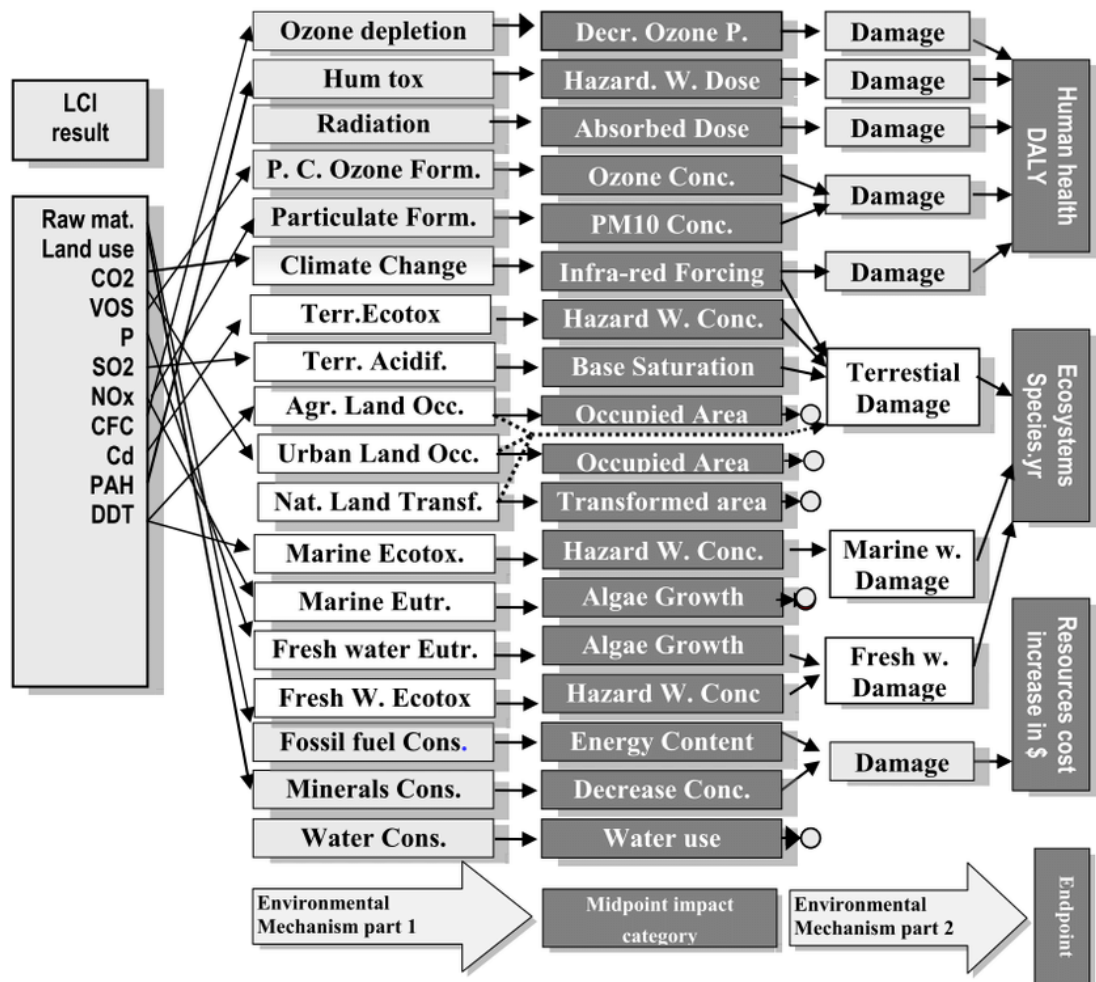 LCI
result
Raw mat.
Land use
CO2
VOS
P
SO2
NOx
CFC
Cd
PAH
DDT
Ozone depletion
Hum tox
Radiation
P. C. Ozone Form.
Particulate Form.
Climate Change
Terr.Ecotox
Terr. Acidif.
Agr. Land Occ.
Urban Land Occ.
Nat. Land Transf.
Marine Ecotox.
Marine Eutr.
Fresh water Eutr.
Fresh W. Ecotox
Fossil fuel Cons.
Minerals Cons.
Water Cons.
Decr. Ozone P.
Hazard. W. Dose
Absorbed Dose
Ozone Conc.
PM10 Conc.
Infra-red Forcing
Hazard W. Conc.
Base Saturation
Occupied Area
Occupied Area
Transformed area
Hazard W. Conc.
Algae Growth
Algae Growth
Hazard W. Conc
Energy Content
Decrease Conc.
Water use
Damage
Damage
Damage
Damage
Damage
Terrestial
Damage
Marine w.
Damage
Fresh w.
Damage
Damage
Human health
DALY
Ecosystems
Species.yr
Resources cost
increase in $
Environmental
Mechanism part 1
Midpoint impact
category
Environmental
Mechanism part 2
Endpoint